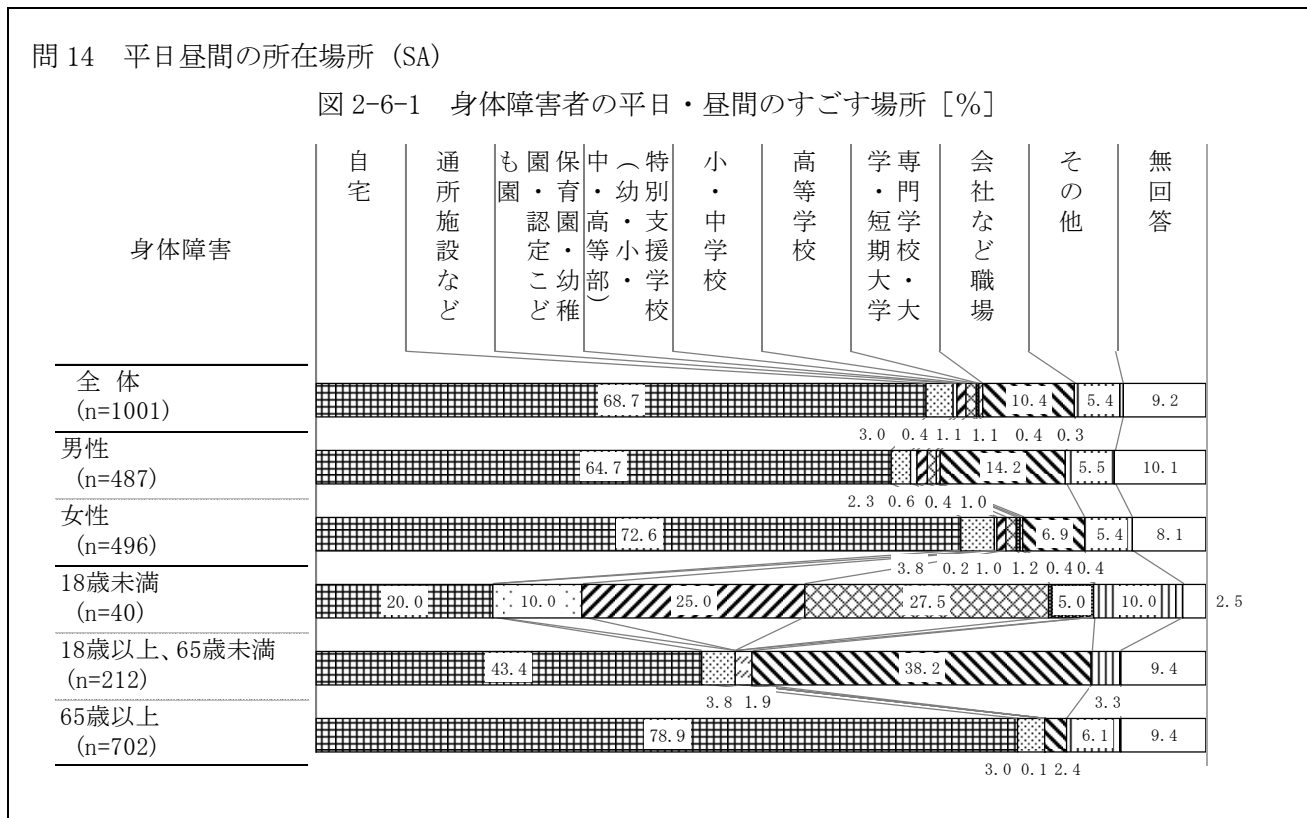 問14　平日昼間の所在場所（SA）
図2-6-1　身体障害者の平日・昼間のすごす場所［%］
身体障害
自宅
通所施設など
保育園・幼稚
園・認定こど
も園
特別支援学校
（幼・小・
中・高等部）
小・中学校
高等学校
専門学校・大
学・短期大学
会社など職場
その他
無回答
全 体
(n=1001)
68.7
10.4
5.4
9.2
3.0 0.4 1.1 1.1 0.4 0.3
男性
(n=487)
64.7
14.2
5.5
10.1
2.3 0.6 0.4 1.0
女性
(n=496)
72.6
6.9
5.4
8.1
3.8 0.2 1.0 1.2 0.4 0.4
18歳未満
(n=40)
20.0
10.0
25.0
27.5
5.0
10.0
2.5
18歳以上、65歳未満
(n=212)
43.4
38.2
9.4
3.8 1.9
3.3
65歳以上
(n=702)
78.9
6.1
9.4
3.0 0.1 2.4